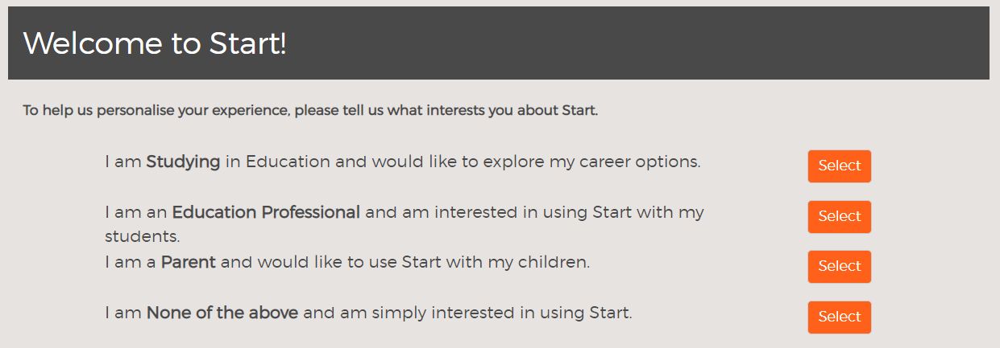 Welcome to Start!
To help us personalise your experience, please tell us what interests you about Start.
I am Studying in Education and would like to explore my career options.
Select
I am an Education Professional and am interested in using Start with my
students.
Select
I am a Parent and would like to use Start with my children.
Select
I am None of the above and am simply interested in using Start.
Select